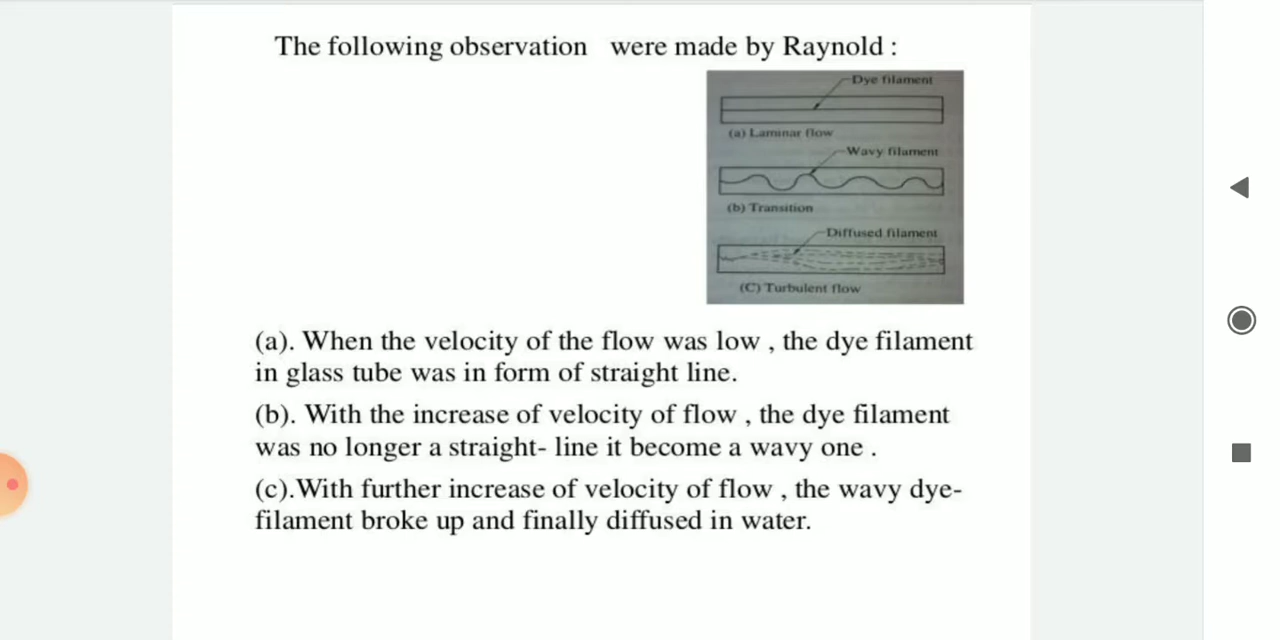 The following observation were made by Raynold :
Dye filament
(a) Laminar flow
Wavy filament
(b) Transition
Diffused filament
(C) Turbulent flow
(a). When the velocity of the flow was low , the dye filament
in glass tube was in form of straight line.
(b). With the increase of velocity of flow , the dye filament
was no longer a straight- line it become a wavy one .
(c).With further increase of velocity of flow , the wavy dye-
filament broke up and finally diffused in water.